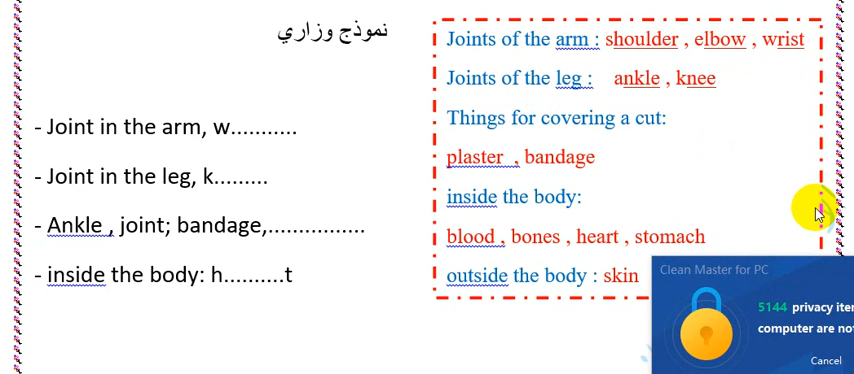 نموذج وزاري
- Joint in the arm, w...........
- Joint in the leg, k.........
- Ankle , joint; bandage,................
- inside the body: h..........t
Joints of the arm : shoulder , elbow , wrist
Joints of the leg : ankle , knee
Things for covering a cut:
plaster , bandage
inside the body:
blood , bones , heart , stomach
outside the body : skin
Clean Master for PC
5144 privacy
computer are
Cancel